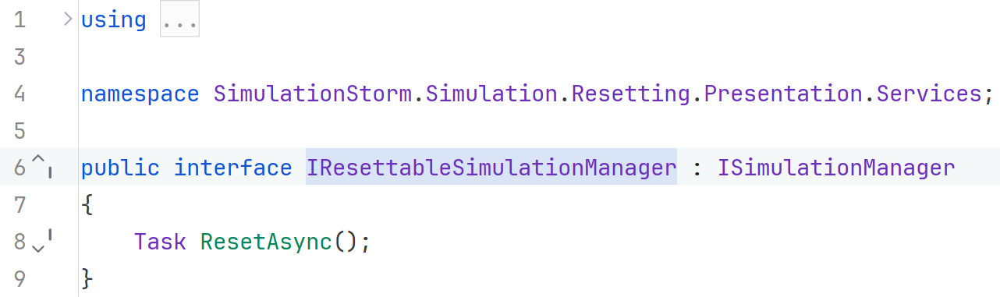 1 using ...
3
4 namespace SimulationStorm.Simulation.Resetting.Presentation.Services;
5
6 public interface IResettableSimulationManager : ISimulationManager
7 {
8     Task ResetAsync();
9 }